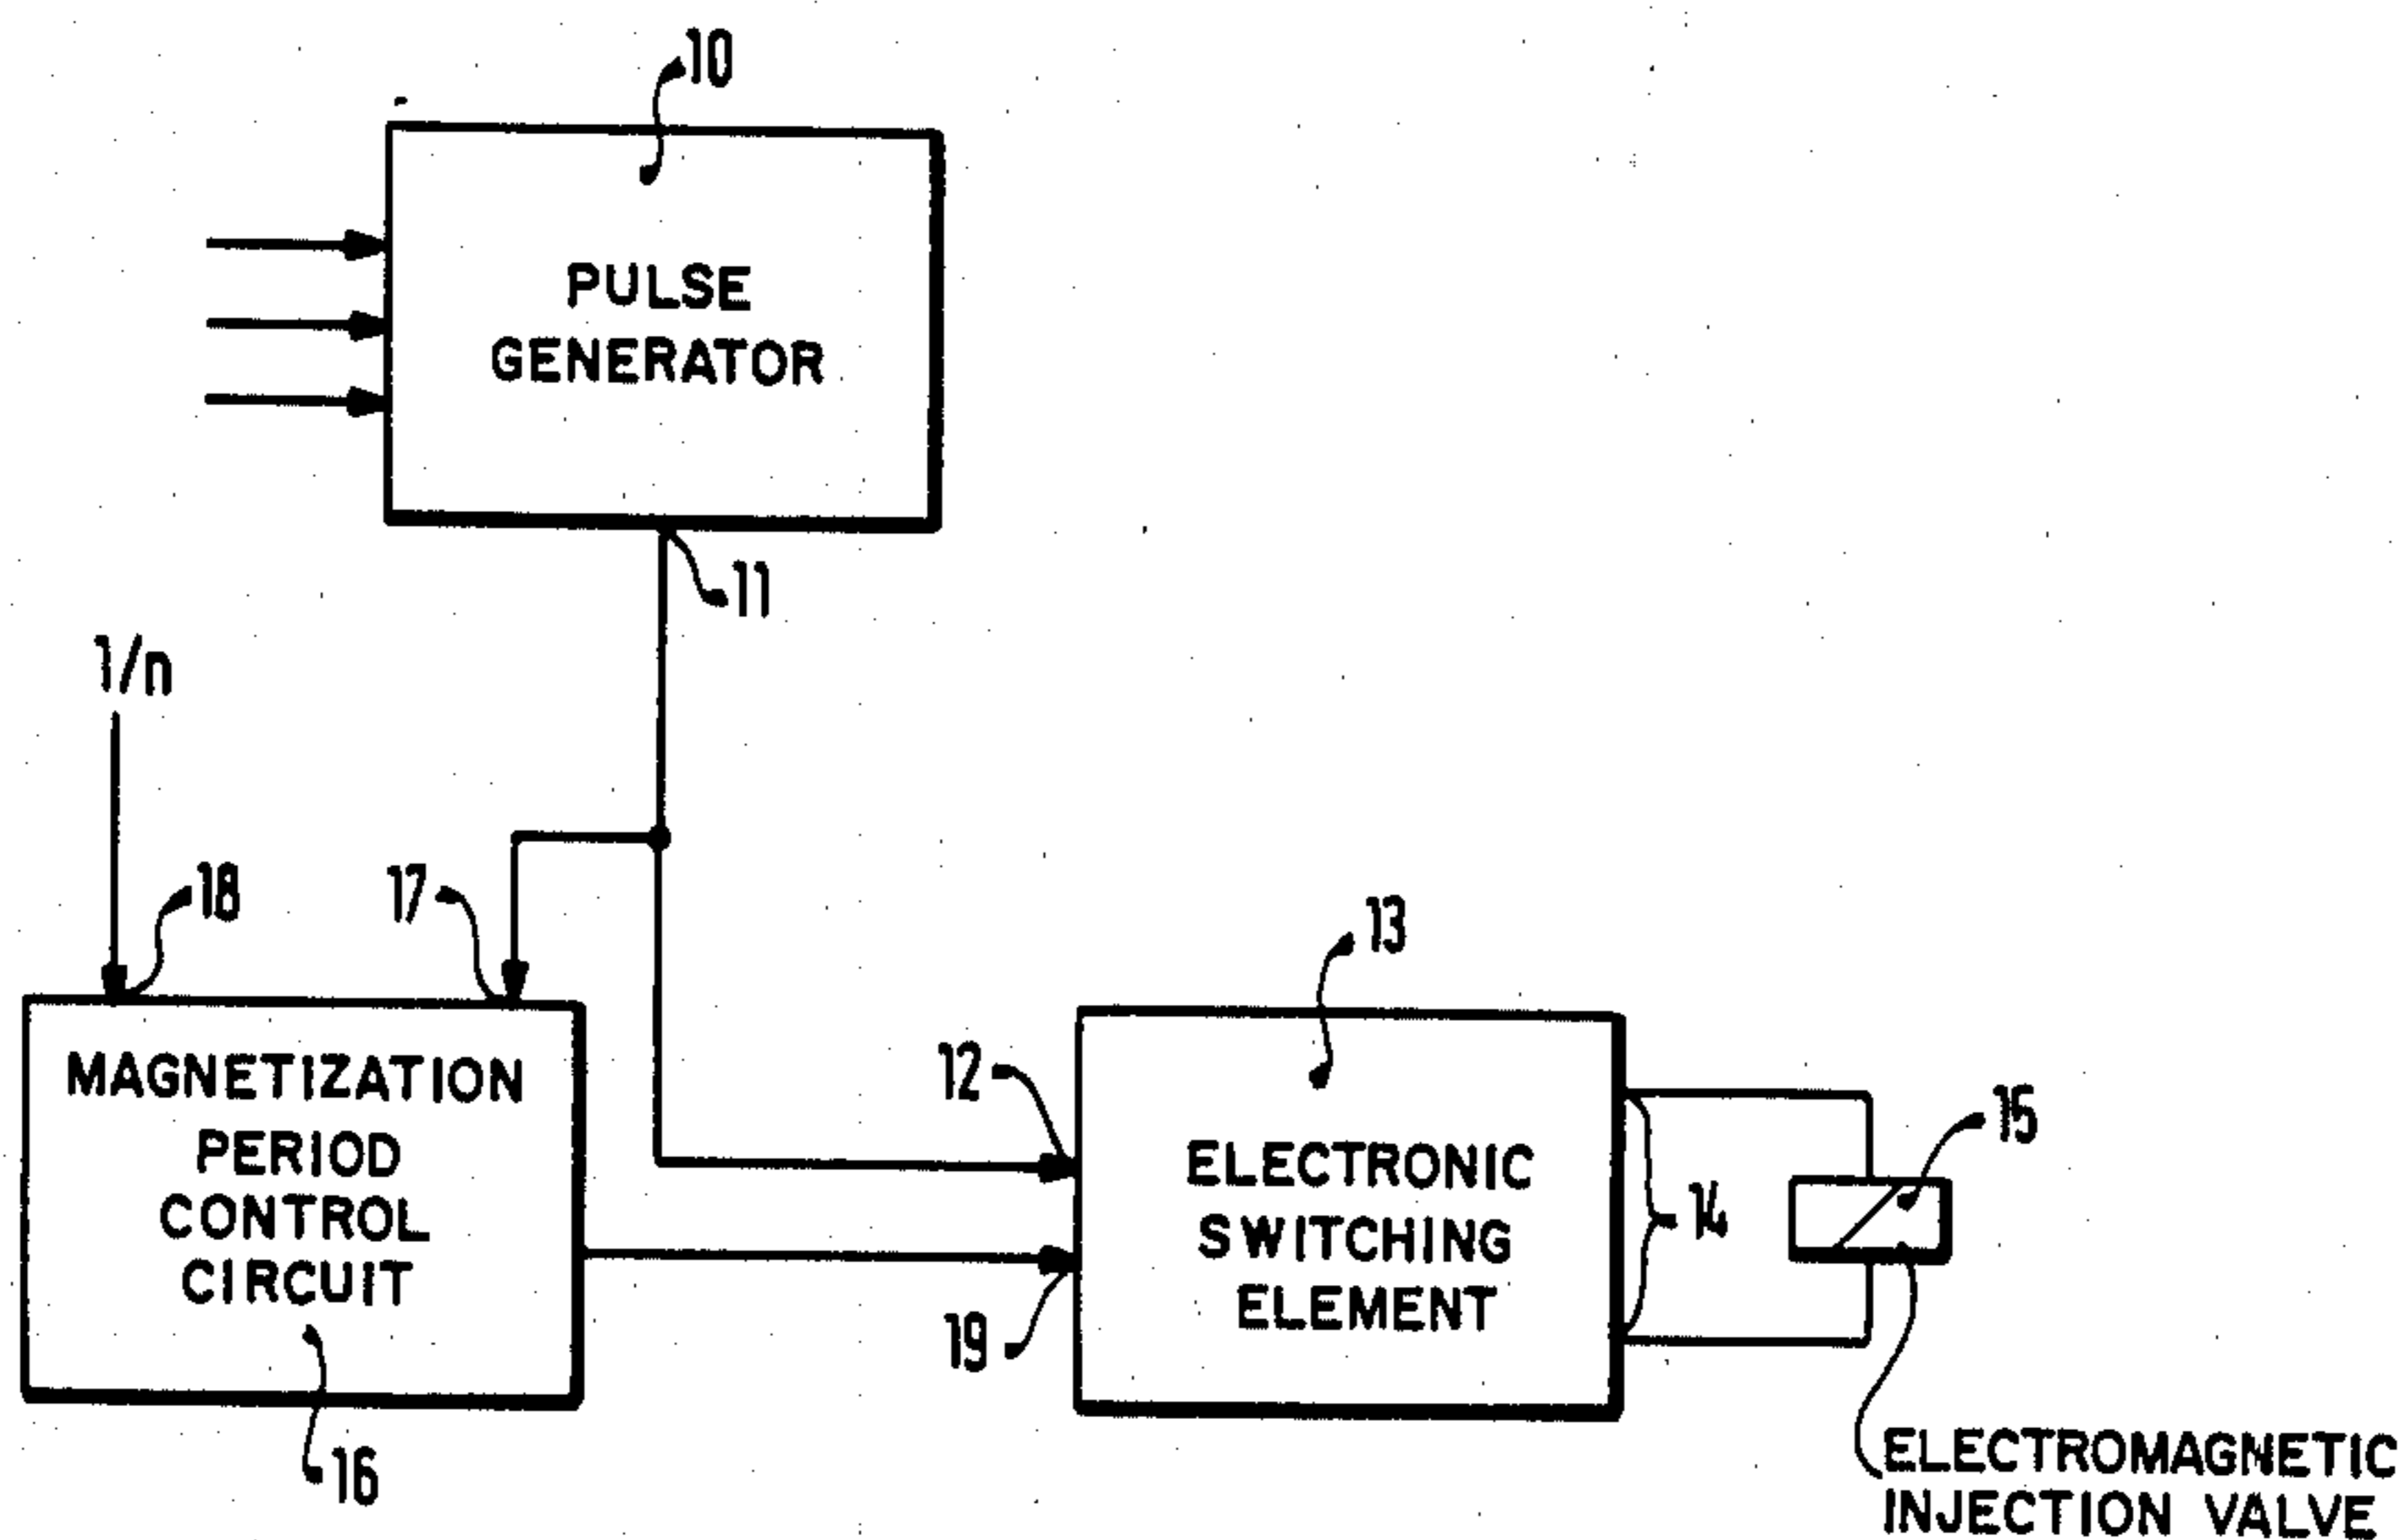 10
PULSE
GENERATOR
11
1/n
18
17
13
MAGNETIZATION
PERIOD
CONTROL
CIRCUIT
16
12
19
ELECTRONIC
SWITCHING
ELEMENT
14
15
ELECTROMAGNETIC
INJECTION VALVE